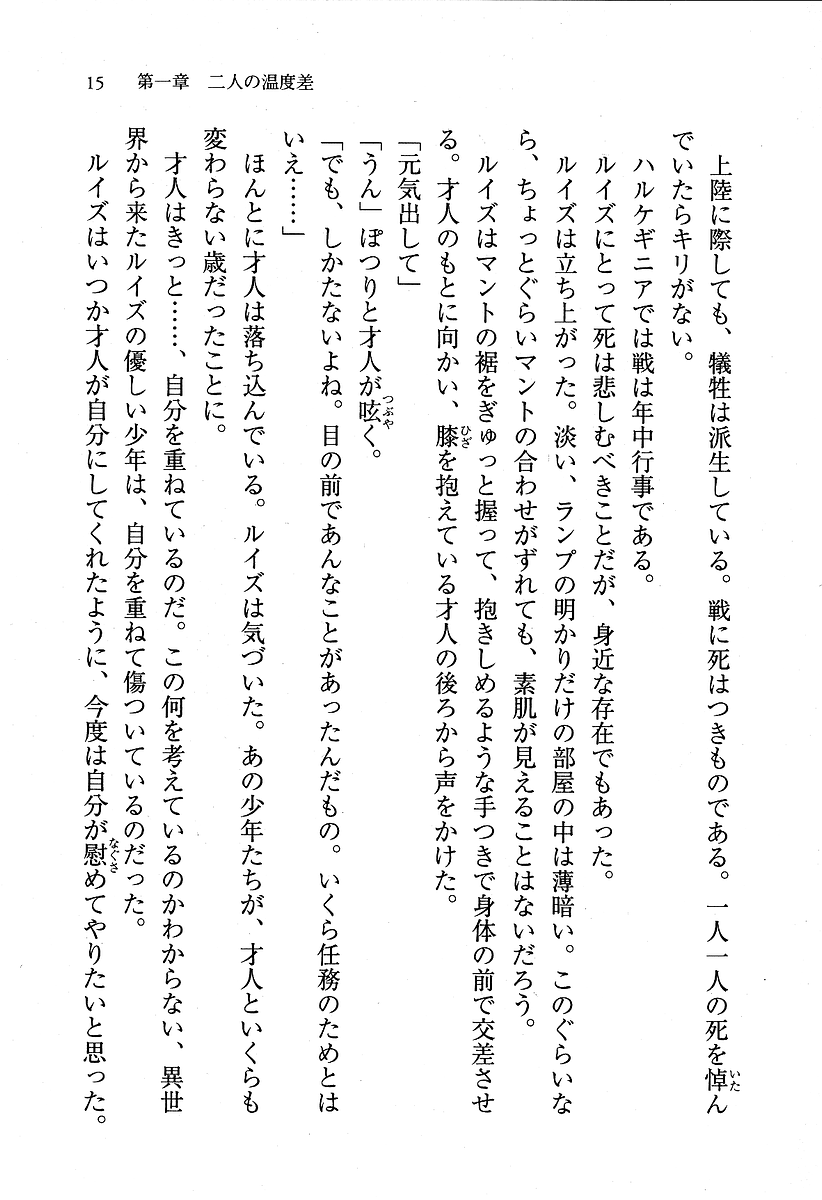 15　第一章　二人の温度差
　上陸に際しても、犠牲は派生している。戦に死はつきものである。一人一人の死を悼ん
でいたらキリがない。
　ハルケギニアでは戦は年中行事である。
　ルイズにとって死は悲しむべきことだが、身近な存在でもあった。
　ルイズは立ち上がった。淡い、ランプの明かりだけの部屋の中は薄暗い。このぐらいな
ら、ちょっとぐらいマントの合わせがずれても、素肌が見えることはないだろう。
　ルイズはマントの裾をぎゅっと握って、抱きしめるような手つきで身体の前で交差させ
る。才人のもとに向かい、膝を抱えている才人の後ろから声をかけた。
「元気出して」
「うん」ぽつりと才人が呟く。
「でも、しかたないよね。目の前であんなことがあったんだもの。いくら任務のためとは
いえ……」
　ほんとに才人は落ち込んでいる。ルイズは気づいた。あの少年たちが、才人といくらも
変わらない歳だったことに。
　才人はきっと……、自分を重ねているのだ。この何を考えているのかわからない、異世
界から来たルイズの優しい少年は、自分を重ねて傷ついているのだった。
　ルイズはいつか才人が自分にしてくれたように、今度は自分が慰めてやりたいと思った。